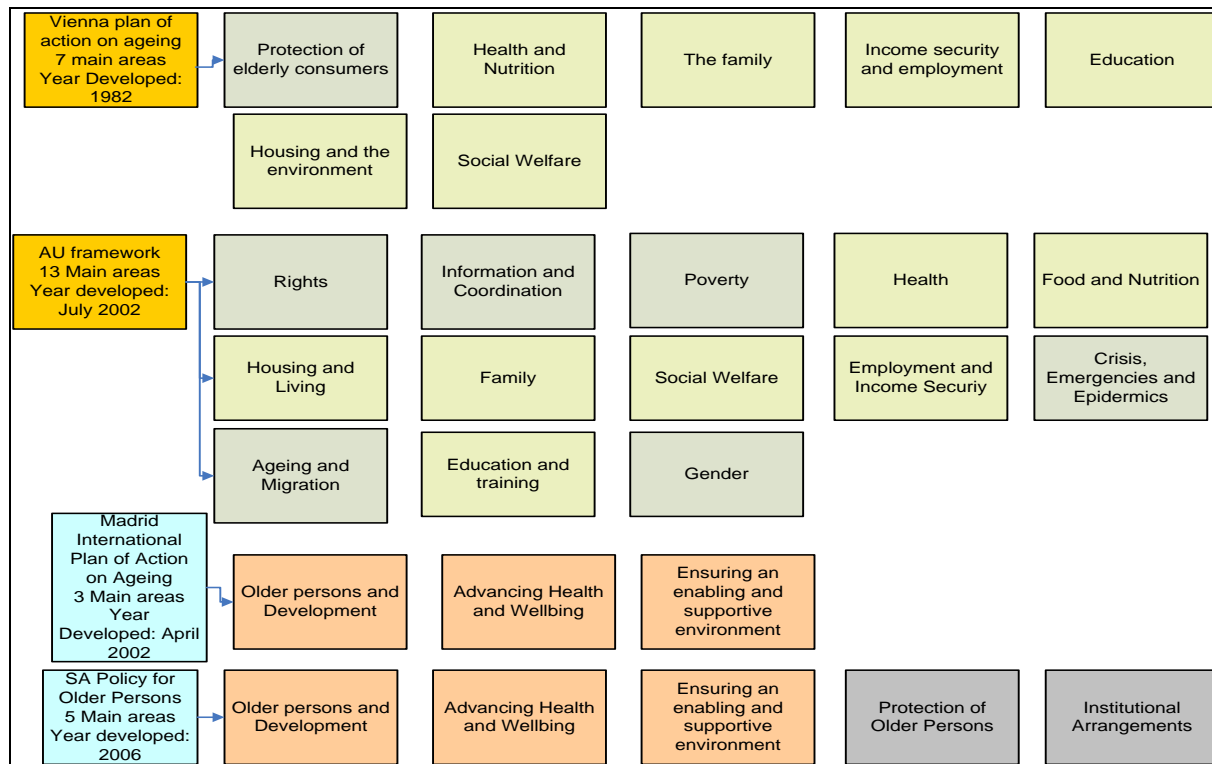 Vienna plan of
action on ageing
7 main areas
Year Developed:
1982
Protection of
elderly consumers
Health and
Nutrition
The family
Income security
and employment
Education
Housing and the
environment
Social Welfare
AU framework
13 Main areas
Year developed:
July 2002
Rights
Information and
Coordination
Poverty
Health
Food and Nutrition
Housing and
Living
Family
Social Welfare
Employment and
Income Securiy
Crisis,
Emergencies and
Epidermics
Ageing and
Migration
Education and
training
Gender
Madrid
International
Plan of Action
on Ageing
3 Main areas
Year
Developed: April
2002
Older persons and
Development
Advancing Health
and Wellbing
Ensuring an
enabling and
supportive
environment
SA Policy for
Older Persons
5 Main areas
Year developed:
2006
Older persons and
Development
Advancing Health
and Wellbing
Ensuring an
enabling and
supportive
environment
Protection of
Older Persons
Institutional
Arrangements